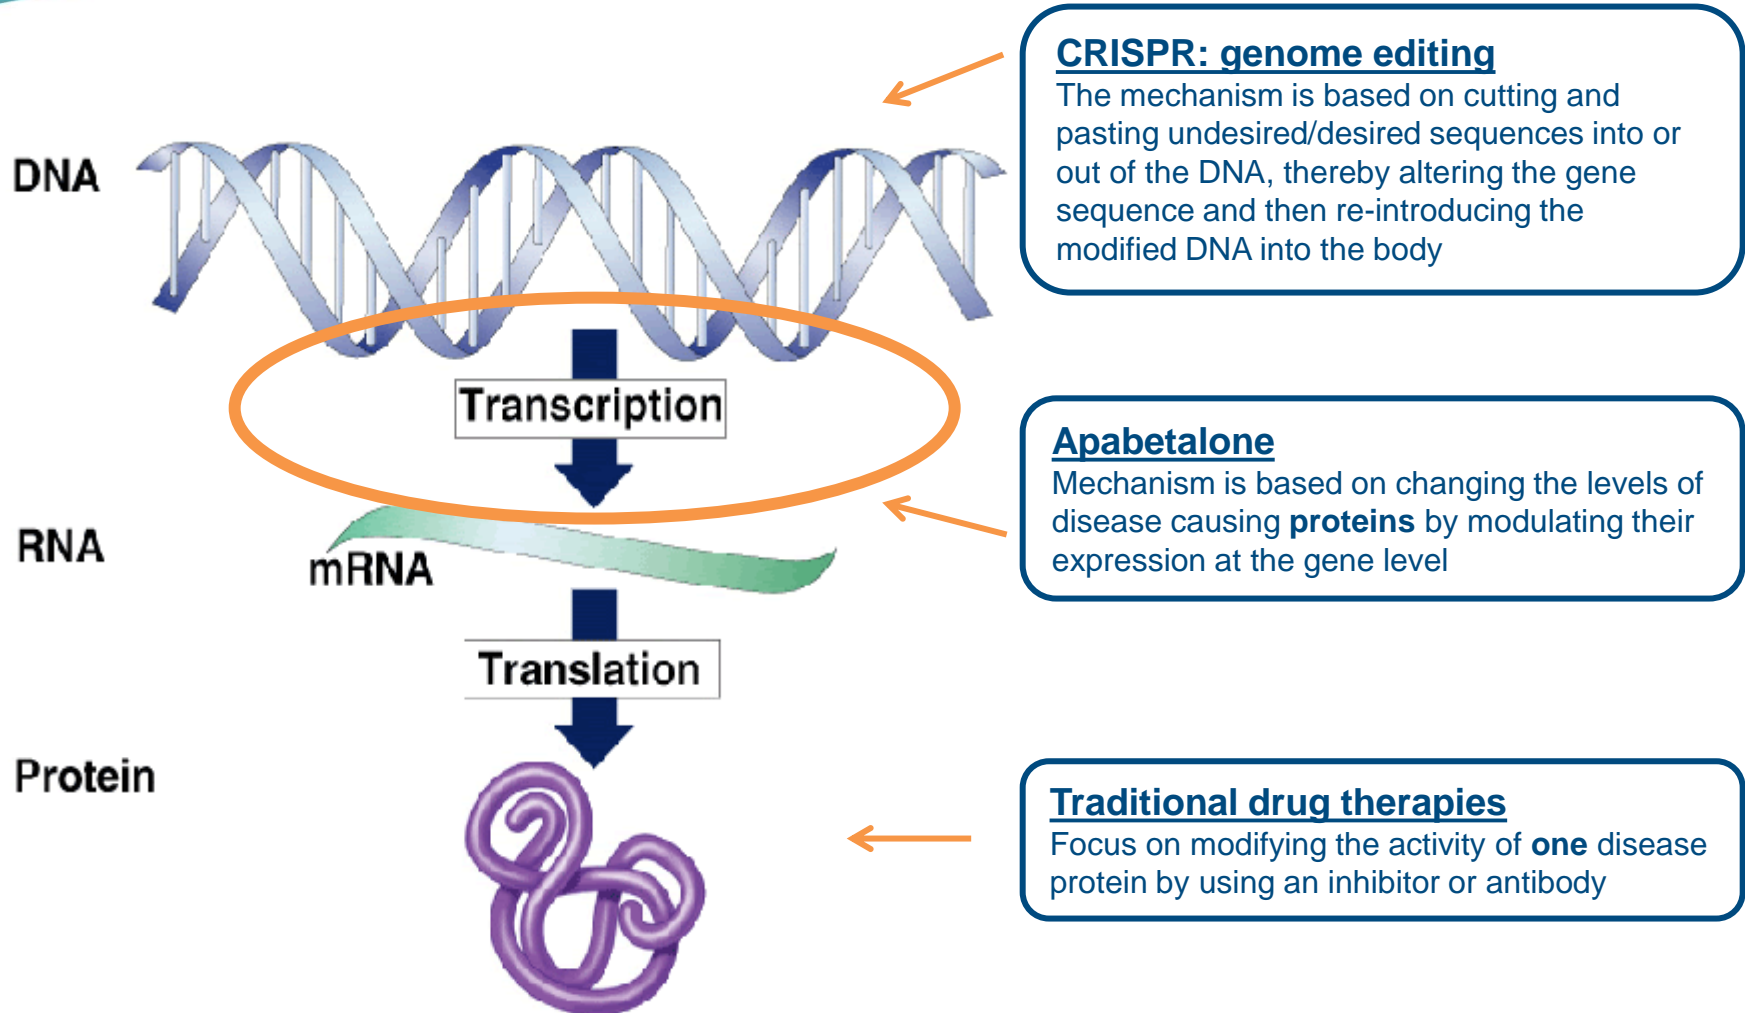 CRISPR: genome editing
The mechanism is based on cutting and
pasting undesired/desired sequences into or
out of the DNA, thereby altering the gene
sequence and then re-introducing the
modified DNA into the body
DNA
Transcription
Apabetalone
Mechanism is based on changing the levels of
disease causing proteins by modulating their
expression at the gene level
RNA
mRNA
Translation
Protein
Traditional drug therapies
Focus on modifying the activity of one disease
protein by using an inhibitor or antibody